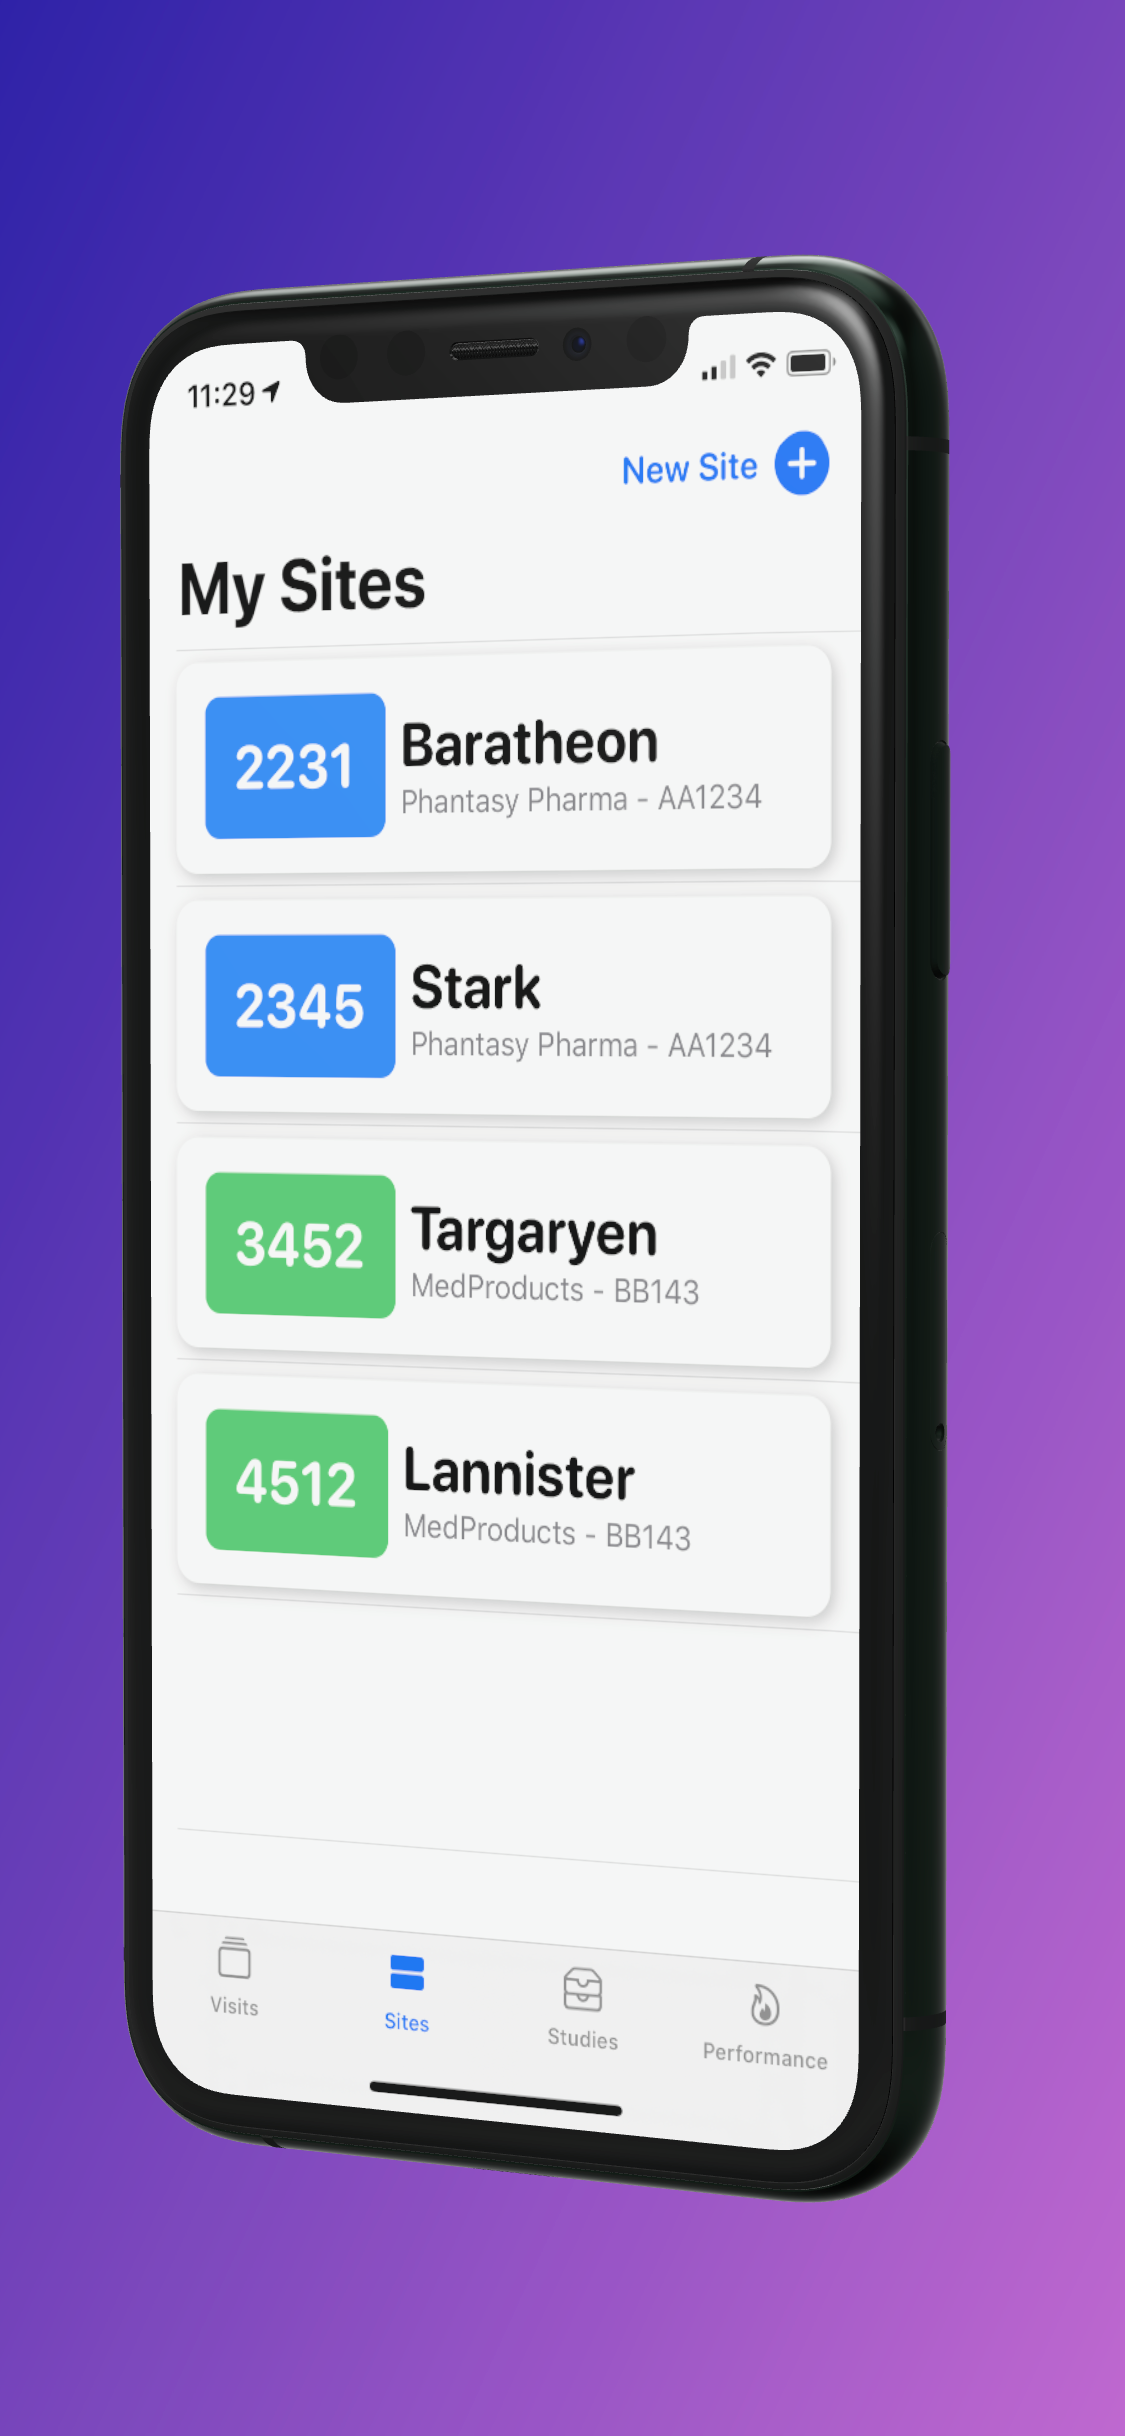 11:29
New Site
My Sites
2231
Baratheon
Phantasy Pharma - AA1234
2345
Stark
Phantasy Pharma - AA1234
3452
Targaryen
MedProducts - BB143
4512
Lannister
MedProducts - BB143
Visits
Sites
Studies
Performance